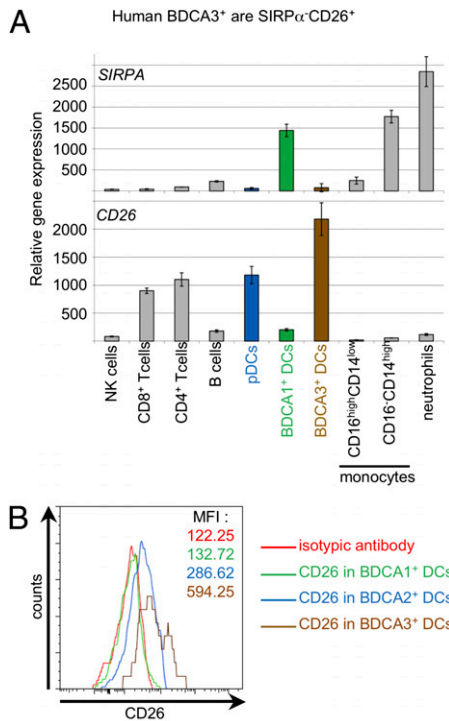 Human BDCA3⁺ are SIRPα⁻CD26⁺
A
Relative gene expression
SIRPA
2500
2000
1500
1000
500
CD26
2000
1500
1000
500
NK cells
CD8⁺ Tcells
CD4⁺ Tcells
B cells
pDCs
BDCA1⁺ DCs
BDCA3⁺ DCs
CD16ʰⁱᵍʰCD14ˡᵒʷ
CD16⁻CD14ʰⁱᵍʰ
neutrophils
monocytes
B
counts
MFI :
122.25
132.72
286.62
594.25
CD26
isotypic antibody
CD26 in BDCA1⁺ DCs
CD26 in BDCA2⁺ DCs
CD26 in BDCA3⁺ DCs